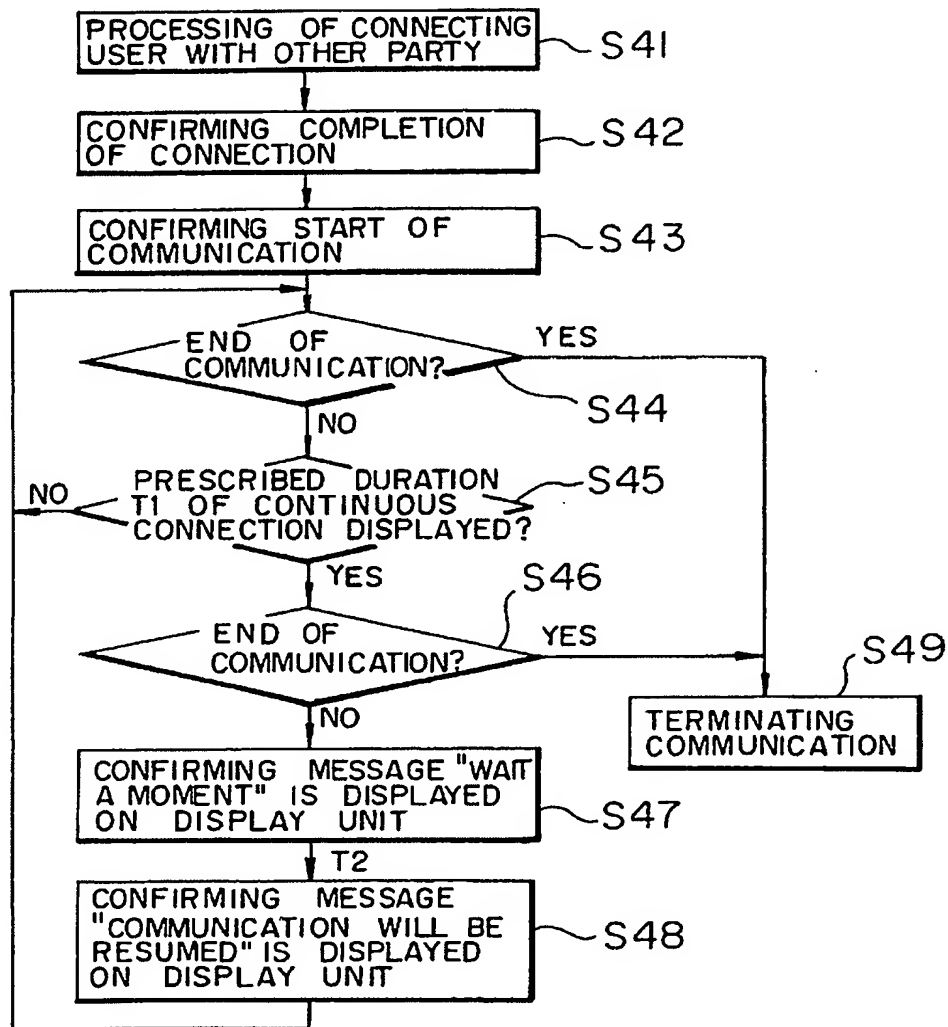 PROCESSING OF CONNECTING
USER WITH OTHER PARTY
S41
CONFIRMING COMPLETION
OF CONNECTION
S42
CONFIRMING START OF
COMMUNICATION
S43
END OF
COMMUNICATION?
YES
S44
NO
PRESCRIBED DURATION
T1 OF CONTINUOUS
CONNECTION DISPLAYED?
S45
NO
YES
END OF
COMMUNICATION?
S46
YES
NO
TERMINATING
COMMUNICATION
S49
CONFIRMING MESSAGE "WAIT
A MOMENT" IS DISPLAYED
ON DISPLAY UNIT
S47
T2
CONFIRMING MESSAGE
"COMMUNICATION WILL BE
RESUMED" IS DISPLAYED
ON DISPLAY UNIT
S48